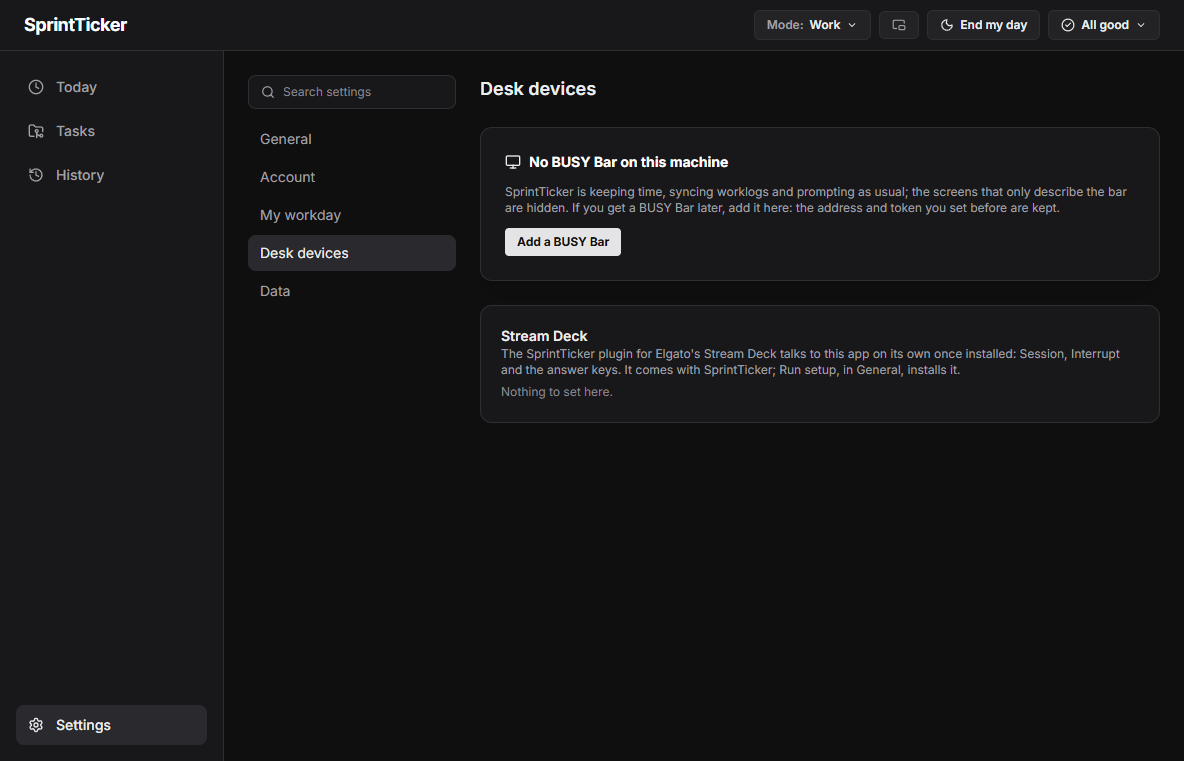 SprintTicker
Mode: Work
End my day
All good
Today
Tasks
History
Settings
Search settings
General
Account
My workday
Desk devices
Data
Desk devices
No BUSY Bar on this machine
SprintTicker is keeping time, syncing worklogs and prompting as usual; the screens that only describe the bar
are hidden. If you get a BUSY Bar later, add it here: the address and token you set before are kept.
Add a BUSY Bar
Stream Deck
The SprintTicker plugin for Elgato's Stream Deck talks to this app on its own once installed: Session, Interrupt
and the answer keys. It comes with SprintTicker; Run setup, in General, installs it.
Nothing to set here.